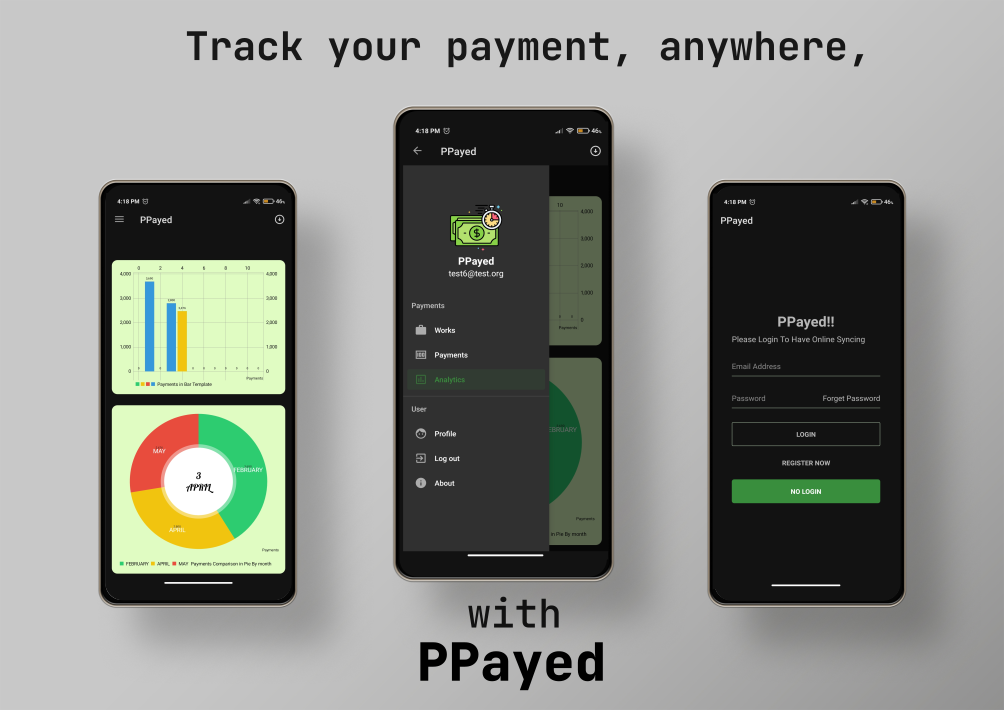 Track your payment, anywhere,
4:18 PM
46%
PPayed
0 2 4 6 8 10
4,000
3,000
2,000
1,000
0
4,000
3,000
2,000
1,000
0
Payments
Payments in Bar Template
MAY
FEBRUARY
APRIL
3
APRIL
Payments
FEBRUARY APRIL MAY Payments Comparison in Pie By month
4:18 PM
46%
PPayed
PPayed
test6@test.org
Payments
Works
Payments
Analytics
User
Profile
Log out
About
10
4,000
3,000
2,000
1,000
0
Payments
FEBRUARY
Payments
in Pie By month
4:18 PM
46%
PPayed
PPayed!!
Please Login To Have Online Syncing
Email Address
Password Forget Password
LOGIN
REGISTER NOW
NO LOGIN
with
PPayed